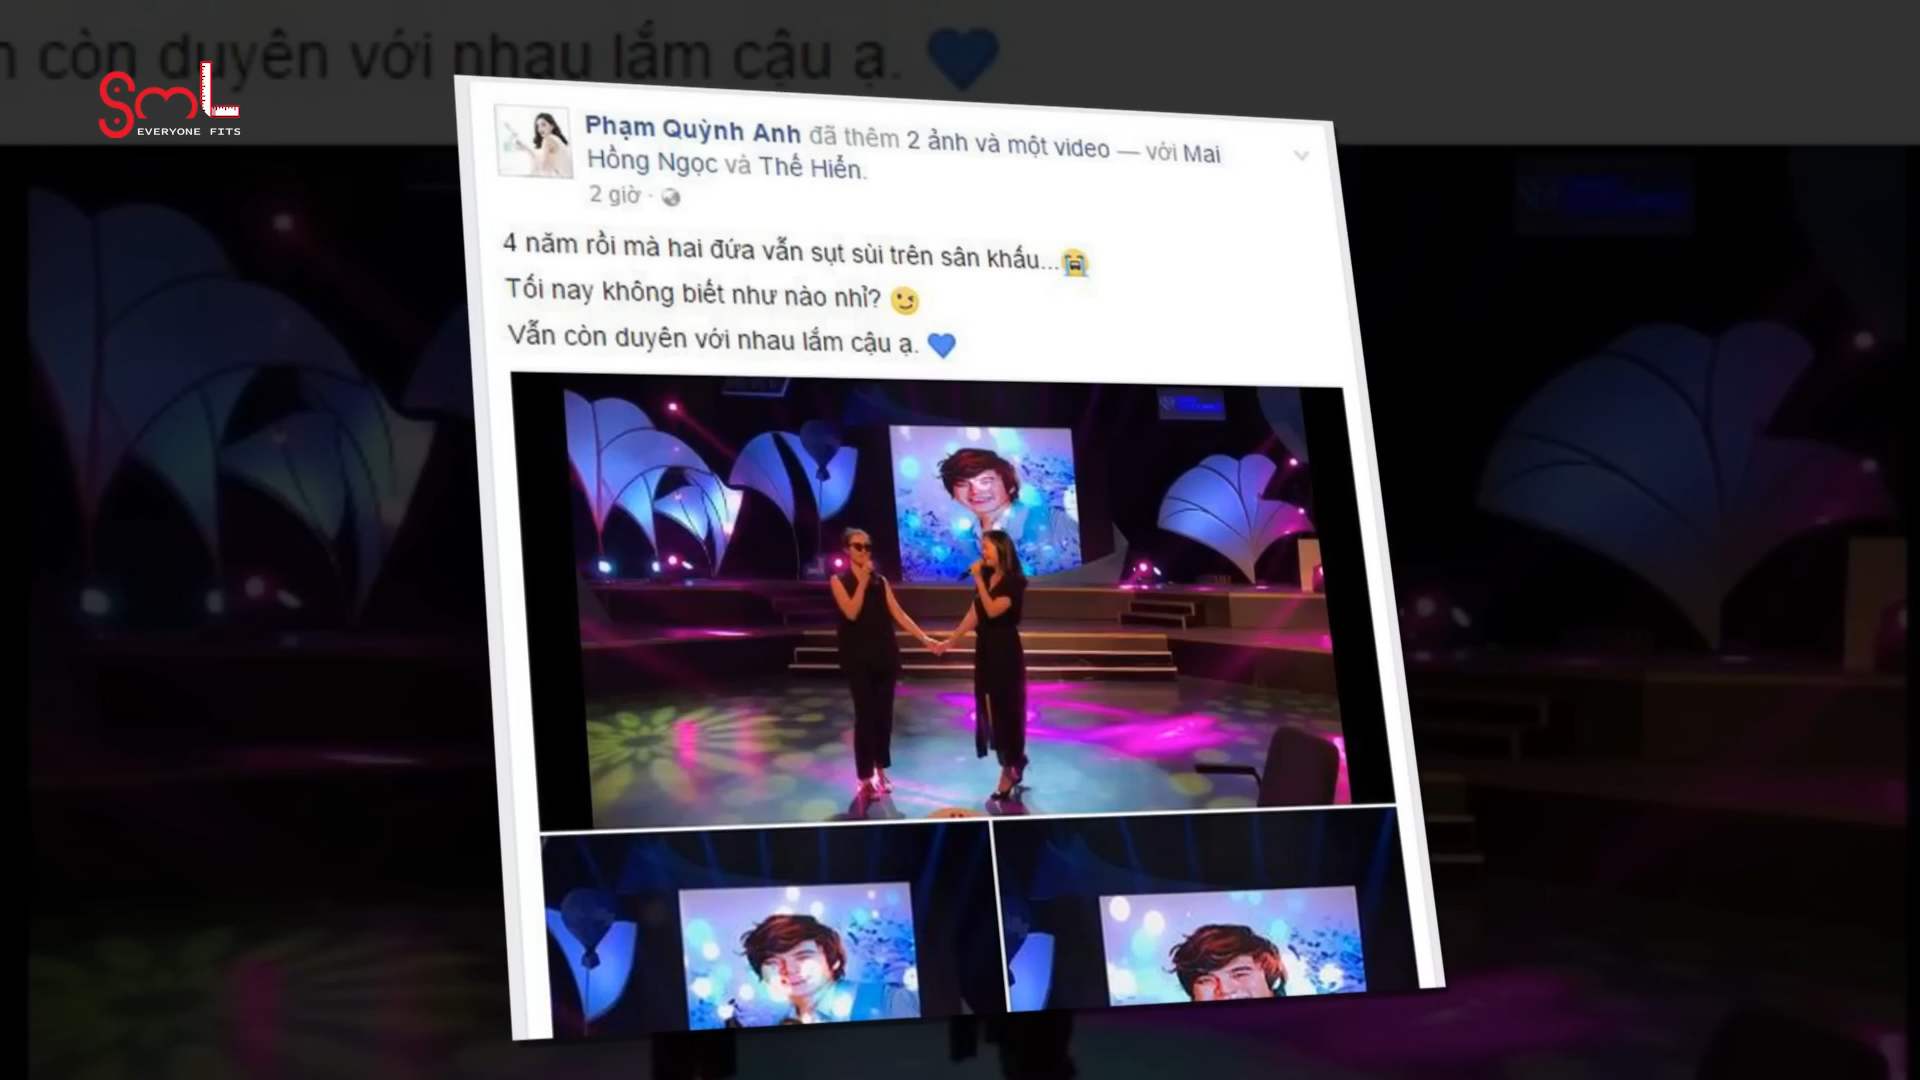 còn duyên với nhau lắm cậu ạ. 💙
SML
EVERYONE FITS
Phạm Quỳnh Anh đã thêm 2 ảnh và một video — với Mai
Hồng Ngọc và Thế Hiển.
2 giờ ·
4 năm rồi mà hai đứa vẫn sụt sùi trên sân khấu...😭
Tối nay không biết như nào nhỉ? 😉
Vẫn còn duyên với nhau lắm cậu ạ. 💙